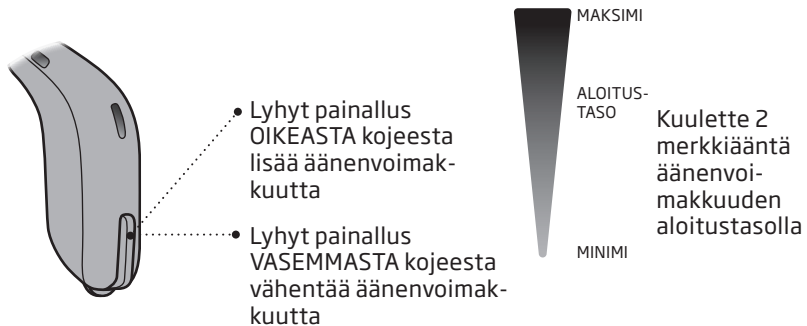 Lyhyt painallus
OIKEASTA kojeesta
lisää äänenvoimak-
kuutta
Lyhyt painallus
VASEMMASTA kojeesta
vähentää äänenvoimak-
kuutta
MAKSIMI
ALOITUS-
TASO
MINIMI
Kuulette 2
merkkiääntä
äänenvoi-
makkuuden
aloitustasolla